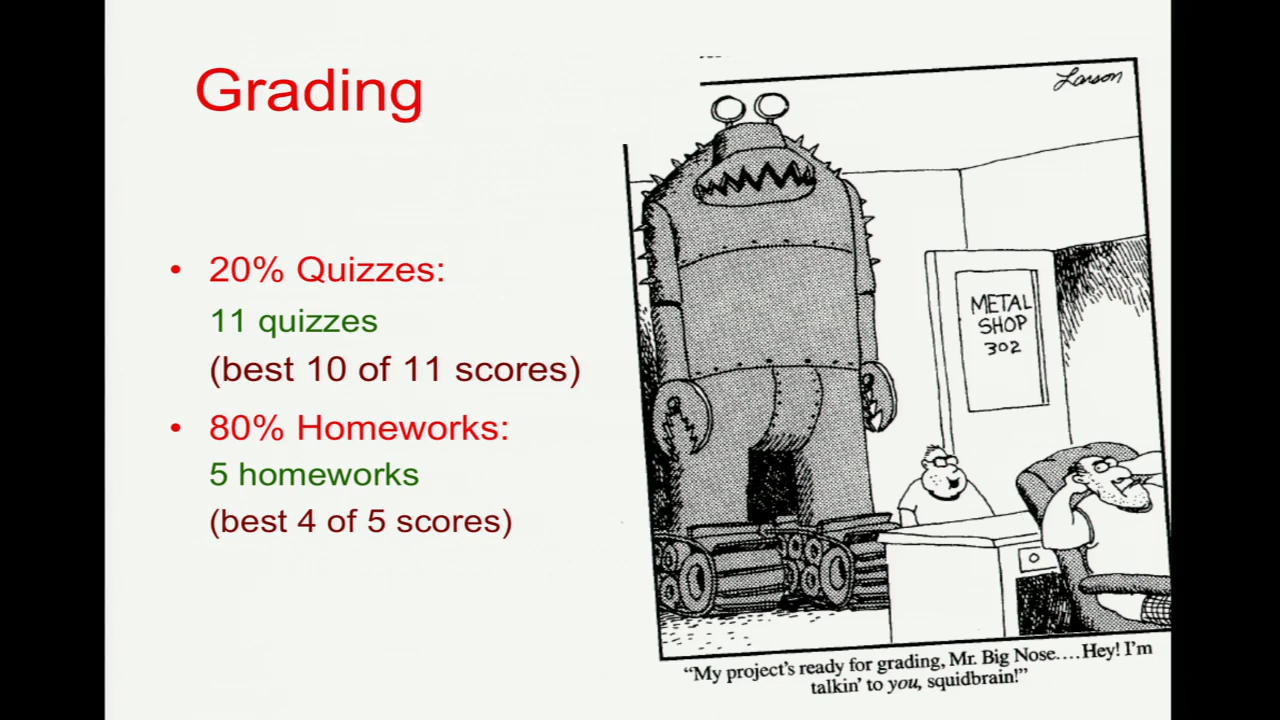 Grading
• 20% Quizzes:
11 quizzes
(best 10 of 11 scores)
• 80% Homeworks:
5 homeworks
(best 4 of 5 scores)
Larson
METAL
SHOP
302
"My project's ready for grading, Mr. Big Nose....Hey! I'm
talkin' to you, squidbrain!"